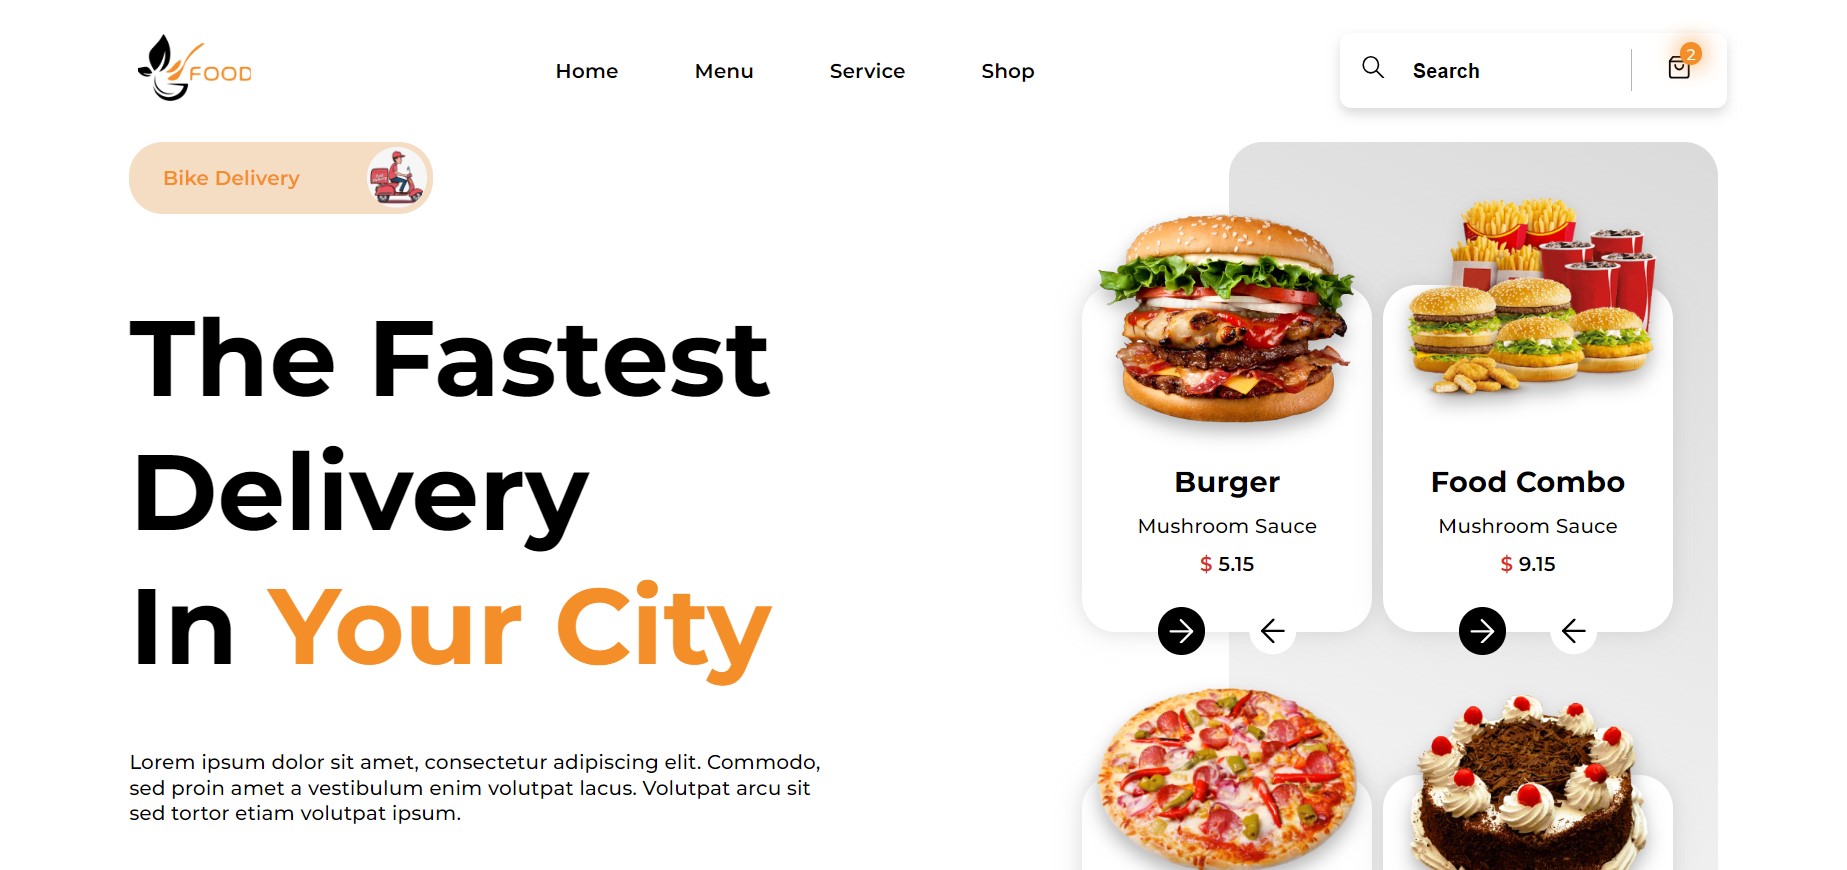 FOOD
Home
Menu
Service
Shop
Search
2
Bike Delivery
The Fastest
Delivery
In Your City
Lorem ipsum dolor sit amet, consectetur adipiscing elit. Commodo,
sed proin amet a vestibulum enim volutpat lacus. Volutpat arcu sit
sed tortor etiam volutpat ipsum.
Burger
Mushroom Sauce
$ 5.15
Food Combo
Mushroom Sauce
$ 9.15